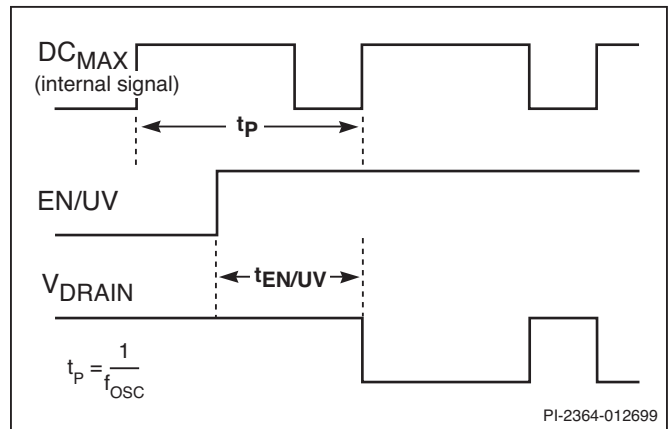 DCMAX
(internal signal)
tP
EN/UV
tEN/UV
VDRAIN
tP = 1/fOSC
PI-2364-012699